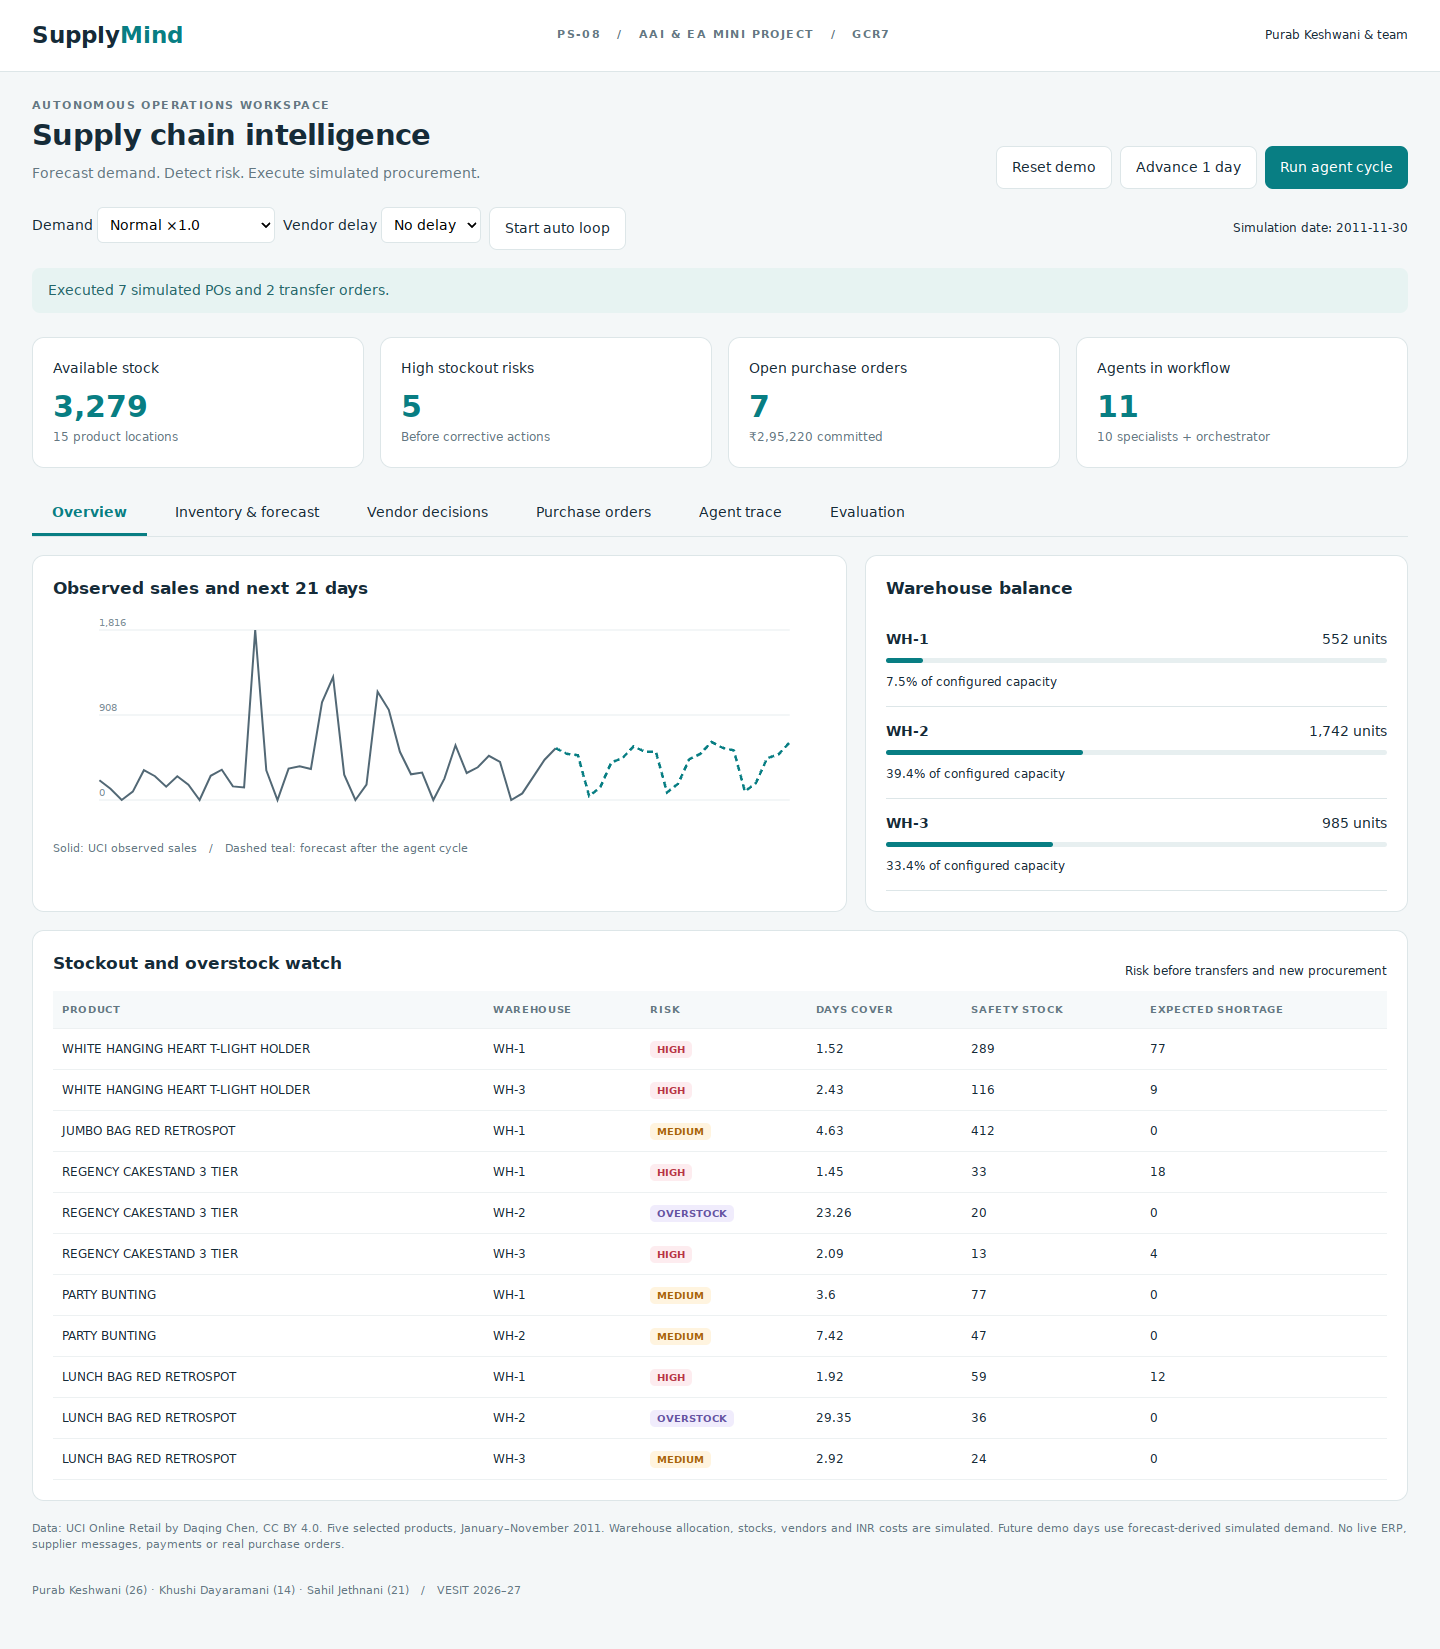 SupplyMind
PS-08 / AAI & EA MINI PROJECT / GCR7
Purab Keshwani & team
AUTONOMOUS OPERATIONS WORKSPACE
Supply chain intelligence
Forecast demand. Detect risk. Execute simulated procurement.
Reset demo
Advance 1 day
Run agent cycle
Demand Normal ×1.0 Vendor delay No delay Start auto loop
Simulation date: 2011-11-30
Executed 7 simulated POs and 2 transfer orders.
Available stock
3,279
15 product locations
High stockout risks
5
Before corrective actions
Open purchase orders
7
₹2,95,220 committed
Agents in workflow
11
10 specialists + orchestrator
Overview Inventory & forecast Vendor decisions Purchase orders Agent trace Evaluation
Observed sales and next 21 days
1,816
908
0
Solid: UCI observed sales / Dashed teal: forecast after the agent cycle
Warehouse balance
WH-1 552 units
7.5% of configured capacity
WH-2 1,742 units
39.4% of configured capacity
WH-3 985 units
33.4% of configured capacity
Stockout and overstock watch
Risk before transfers and new procurement
PRODUCT WAREHOUSE RISK DAYS COVER SAFETY STOCK EXPECTED SHORTAGE
WHITE HANGING HEART T-LIGHT HOLDER WH-1 HIGH 1.52 289 77
WHITE HANGING HEART T-LIGHT HOLDER WH-3 HIGH 2.43 116 9
JUMBO BAG RED RETROSPOT WH-1 MEDIUM 4.63 412 0
REGENCY CAKESTAND 3 TIER WH-1 HIGH 1.45 33 18
REGENCY CAKESTAND 3 TIER WH-2 OVERSTOCK 23.26 20 0
REGENCY CAKESTAND 3 TIER WH-3 HIGH 2.09 13 4
PARTY BUNTING WH-1 MEDIUM 3.6 77 0
PARTY BUNTING WH-2 MEDIUM 7.42 47 0
LUNCH BAG RED RETROSPOT WH-1 HIGH 1.92 59 12
LUNCH BAG RED RETROSPOT WH-2 OVERSTOCK 29.35 36 0
LUNCH BAG RED RETROSPOT WH-3 MEDIUM 2.92 24 0
Data: UCI Online Retail by Daqing Chen, CC BY 4.0. Five selected products, January–November 2011. Warehouse allocation, stocks, vendors and INR costs are simulated. Future demo days use forecast-derived simulated demand. No live ERP,
supplier messages, payments or real purchase orders.
Purab Keshwani (26) · Khushi Dayaramani (14) · Sahil Jethnani (21) / VESIT 2026–27